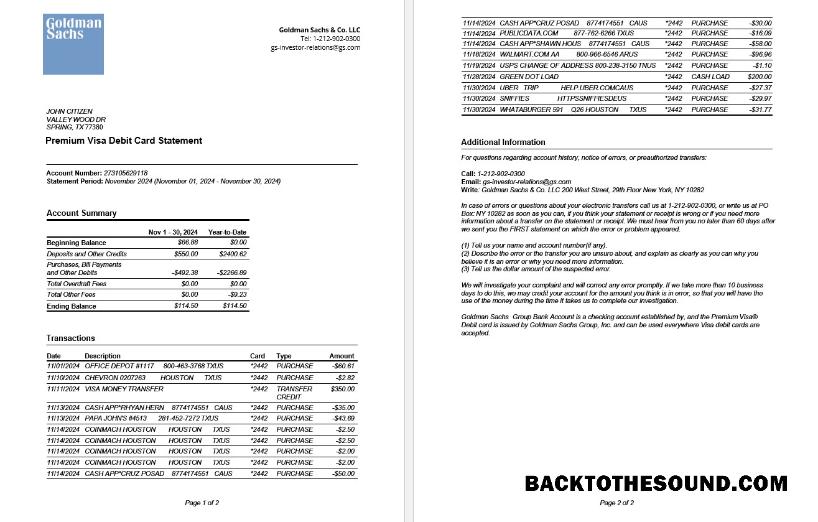 Goldman
Sachs
Goldman Sachs & Co. LLC
Tel: 1-212-902-0300
gs-investor-relations@gs.com
JOHN CITIZEN
VALLEY WOOD DR
SPRING, TX 77380
Premium Visa Debit Card Statement
Account Number: 273105629118
Statement Period: November 2024 (November 01, 2024 - November 30, 2024)
Account Summary
Nov 1 - 30, 2024 Year-to-Date
Beginning Balance $66.88 $0.00
Deposits and Other Credits $550.00 $2400.62
Purchases, Bill Payments
and Other Debits -$492.38 -$2266.89
Total Overdraft Fees $0.00 $0.00
Total Other Fees $0.00 -$9.23
Ending Balance $114.50 $114.50
Transactions
Date Description Card Type Amount
11/01/2024 OFFICE DEPOT #1117 800-463-3768 TXUS *2442 PURCHASE -$60.61
11/10/2024 CHEVRON 0207263 HOUSTON TXUS *2442 PURCHASE -$2.82
11/11/2024 VISA MONEY TRANSFER *2442 TRANSFER CREDIT $350.00
11/13/2024 CASH APP*RHYAN HERN 8774174551 CAUS *2442 PURCHASE -$35.00
11/13/2024 PAPA JOHN'S #4513 281-452-7272 TXUS *2442 PURCHASE -$43.69
11/14/2024 COINMACH HOUSTON HOUSTON TXUS *2442 PURCHASE -$2.50
11/14/2024 COINMACH HOUSTON HOUSTON TXUS *2442 PURCHASE -$2.50
11/14/2024 COINMACH HOUSTON HOUSTON TXUS *2442 PURCHASE -$2.00
11/14/2024 COINMACH HOUSTON HOUSTON TXUS *2442 PURCHASE -$2.00
11/14/2024 CASH APP*CRUZ POSAD 8774174551 CAUS *2442 PURCHASE -$50.00
Page 1 of 2
11/14/2024 CASH APP*CRUZ POSAD 8774174551 CAUS *2442 PURCHASE -$30.00
11/14/2024 PUBLICDATA.COM 877-762-6266 TXUS *2442 PURCHASE -$16.09
11/14/2024 CASH APP*SHAWN HOUS 8774174551 CAUS *2442 PURCHASE -$58.00
11/18/2024 WALMART.COM AA 800-966-6546 ARUS *2442 PURCHASE -$96.96
11/19/2024 USPS CHANGE OF ADDRESS 800-238-3150 TNUS *2442 PURCHASE -$1.10
11/28/2024 GREEN DOT LOAD *2442 CASH LOAD $200.00
11/30/2024 UBER TRIP HELP.UBER.COMCAUS *2442 PURCHASE -$27.37
11/30/2024 SNIFFIES HTTPSSNIFFIESDEUS *2442 PURCHASE -$29.97
11/30/2024 WHATABURGER 591 Q26 HOUSTON TXUS *2442 PURCHASE -$31.77
Additional Information
For questions regarding account history, notice of errors, or preauthorized transfers:
Call: 1-212-902-0300
Email: gs-investor-relations@gs.com
Write: Goldman Sachs & Co. LLC 200 West Street, 29th Floor New York, NY 10282
In case of errors or questions about your electronic transfers call us at 1-212-902-0300, or write us at PO
Box: NY 10282 as soon as you can, if you think your statement or receipt is wrong or if you need more
information about a transfer on the statement or receipt. We must hear from you no later than 60 days after
we sent you the FIRST statement on which the error or problem appeared.
(1) Tell us your name and account number(if any).
(2) Describe the error or the transfer you are unsure about, and explain as clearly as you can why you
believe it is an error or why you need more information.
(3) Tell us the dollar amount of the suspected error.
We will investigate your complaint and will correct any error promptly. If we take more than 10 business
days to do this, we may credit your account for the amount you think is in error, so that you will have the
use of the money during the time it takes us to complete our investigation.
Goldman Sachs Group Bank Account is a checking account established by, and the Premium Visa®
Debit card is issued by Goldman Sachs Group, Inc. and can be used everywhere Visa debit cards are
accepted.
BACKTOTHESOUND.COM
Page 2 of 2